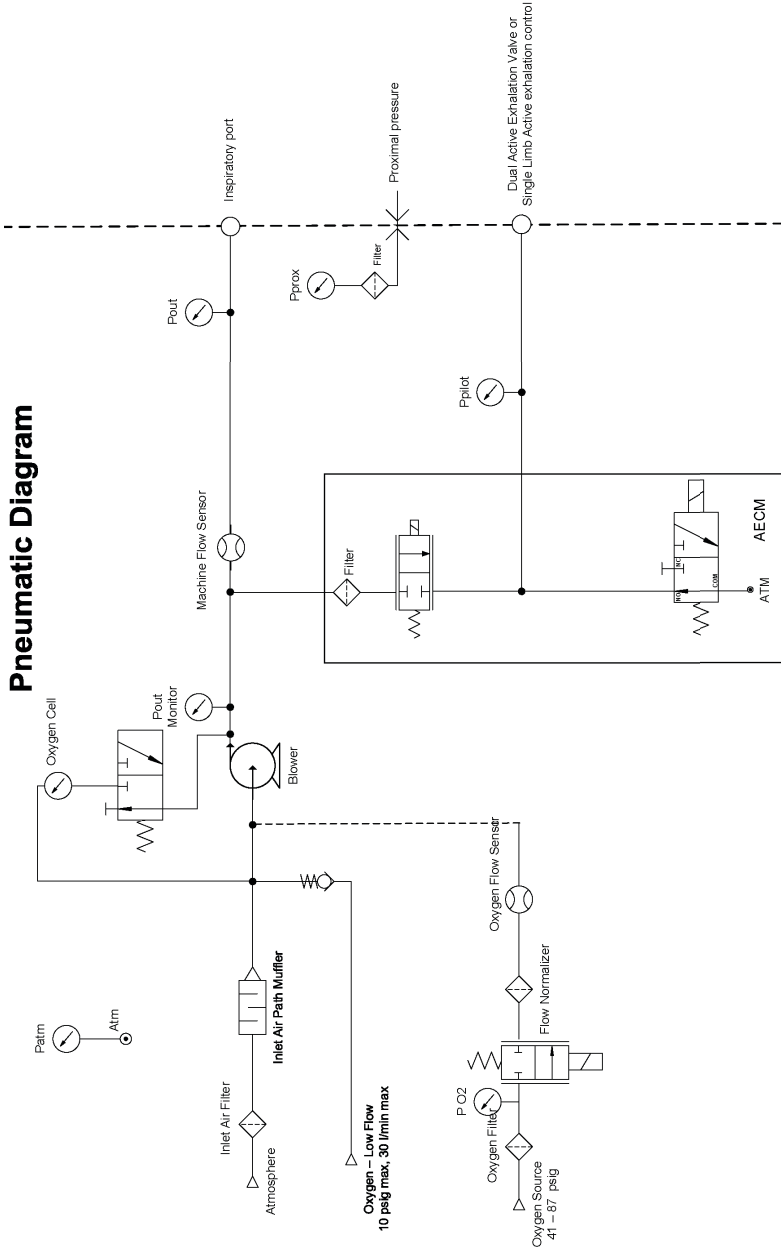 Pneumatic Diagram
Patm
Atm
Oxygen Cell
Pout
Monitor
Machine Flow Sensor
Pout
Inspiratory port
Inlet Air Filter
Atmosphere
Inlet Air Path Muffler
Blower
Filter
Pprox
Filter
Proximal pressure
Oxygen – Low Flow
10 psig max, 30 l/min max
P O2
Oxygen Filter
Oxygen Source
41 – 87 psig
Flow Normalizer
Oxygen Flow Sensor
Ppilot
Dual Active Exhalation Valve or
Single Limb Active exhalation control
NO
NC
COM
ATM
AECM